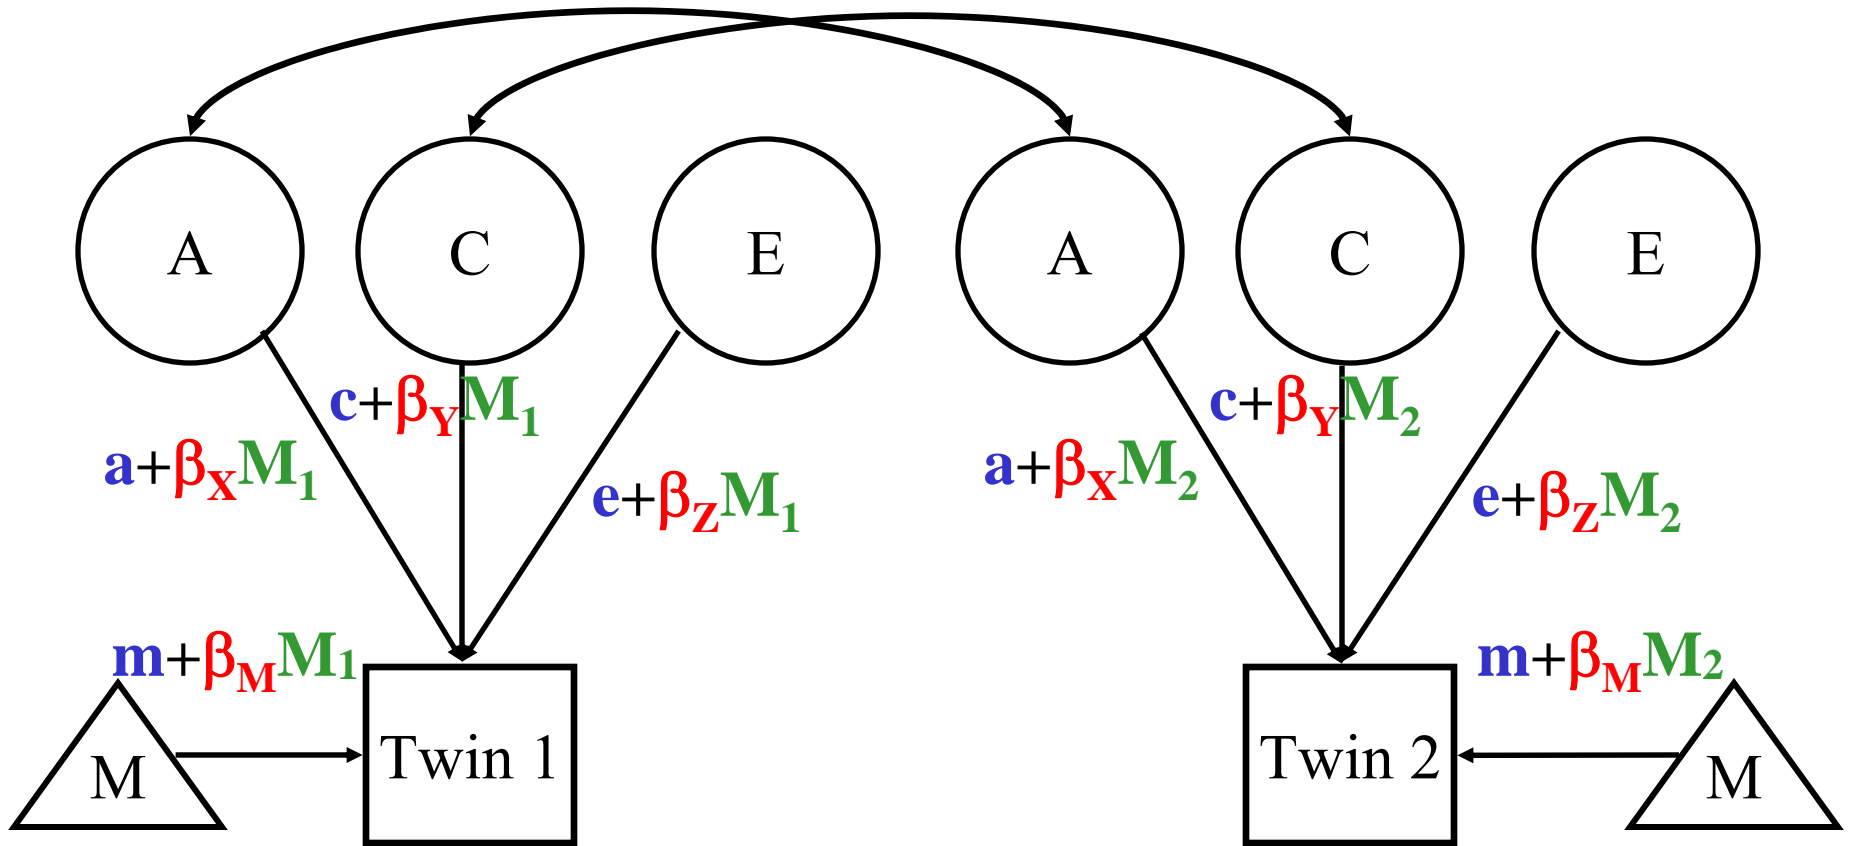 A C E A C E
c+βYM1 c+βYM2
a+βXM1 a+βXM2
e+βZM1 e+βZM2
m+βMM1 m+βMM2
M Twin 1 Twin 2 M